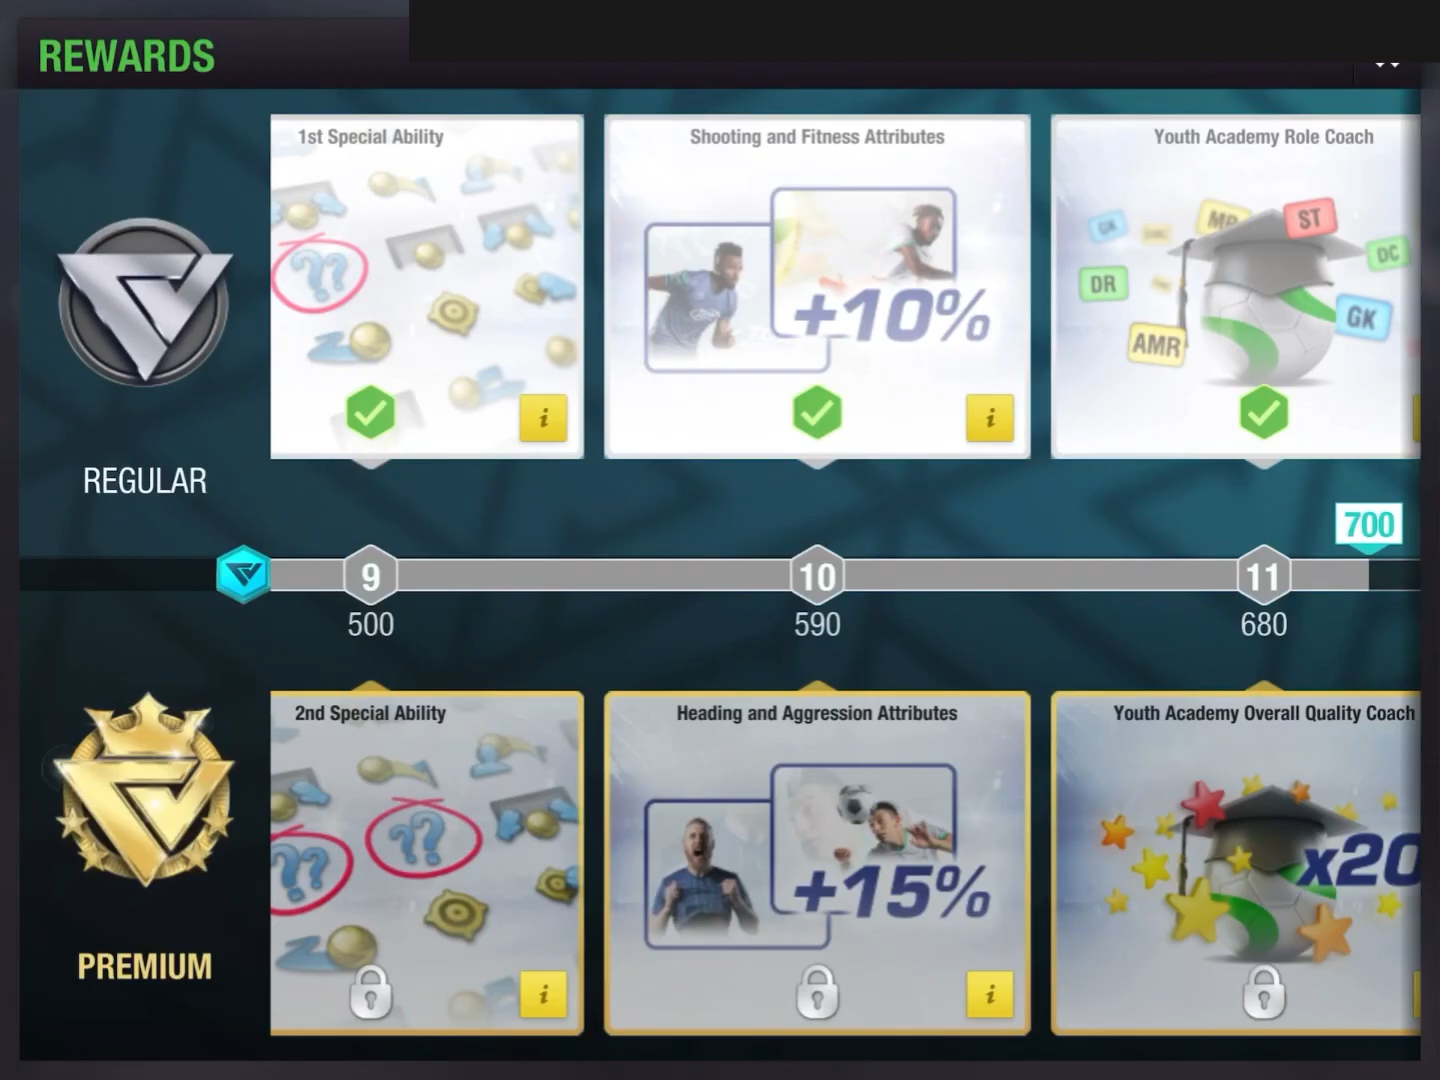 REWARDS
1st Special Ability
??
i
Shooting and Fitness Attributes
+10%
i
Youth Academy Role Coach
GK
ST
DC
DR
GK
AMR
REGULAR
700
9
10
11
500
590
680
2nd Special Ability
??
??
i
Heading and Aggression Attributes
+15%
i
Youth Academy Overall Quality Coach
x20
PREMIUM